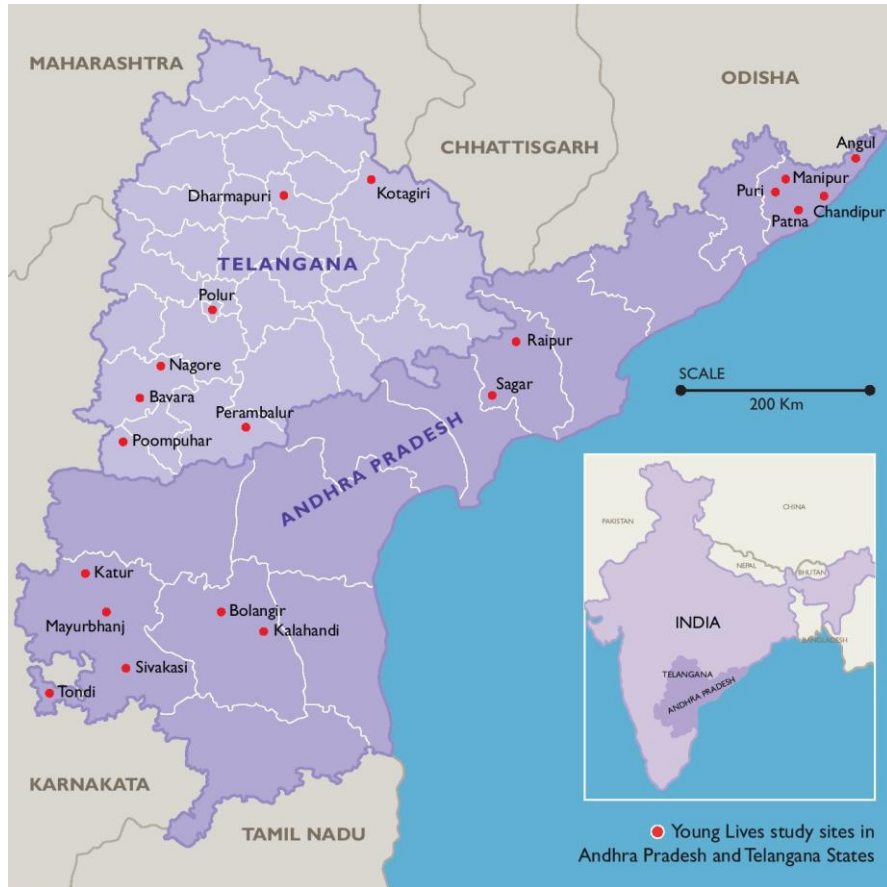 MAHARASHTRA
ODISHA
CHHATTISGARH
Angul
Manipur
Puri
Chandipur
Patna
Dharmapuri
Kotagiri
TELANGANA
Polur
Raipur
Nagore
SCALE
Sagar
Bavara
200 Km
Perambalur
Poompuhar
ANDHRA PRADESH
CHINA
PAKISTAN
NEPAL
BHUTAN
Katur
Bolangir
Mayurbhanj
INDIA
Kalahandi
BANGLADESH
Sivakasi
TELANGANA
Tondi
ANDHRA PRADESH
KARNAKATA
TAMIL NADU
Young Lives study sites in
Andhra Pradesh and Telangana States